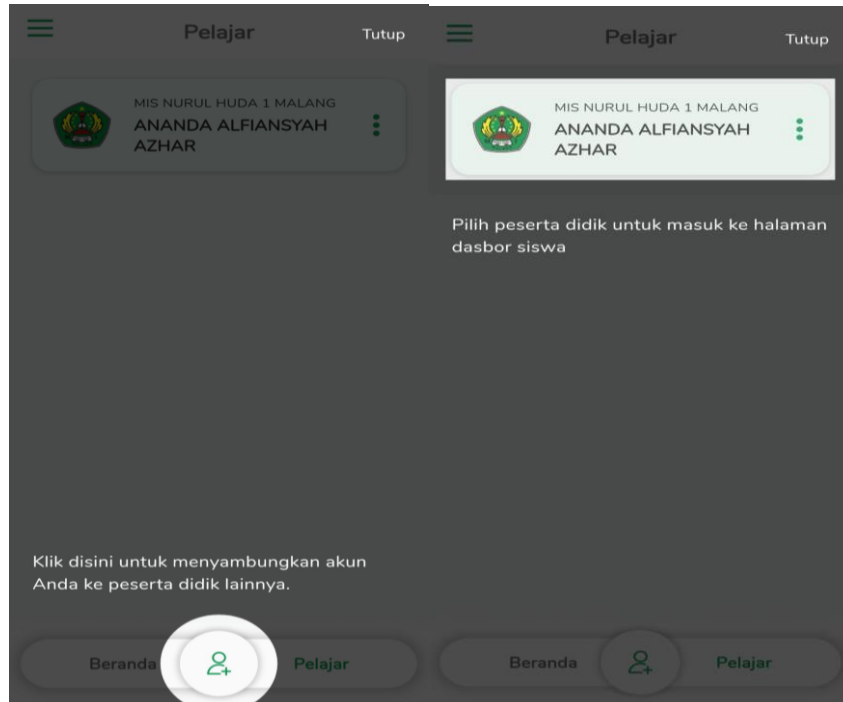 Pelajar
Tutup
MIS NURUL HUDA 1 MALANG
ANANDA ALFIANSYAH
AZHAR
Klik disini untuk menyambungkan akun
Anda ke peserta didik lainnya.
Beranda
Pelajar
Pelajar
Tutup
MIS NURUL HUDA 1 MALANG
ANANDA ALFIANSYAH
AZHAR
Pilih peserta didik untuk masuk ke halaman
dasbor siswa
Beranda
Pelajar